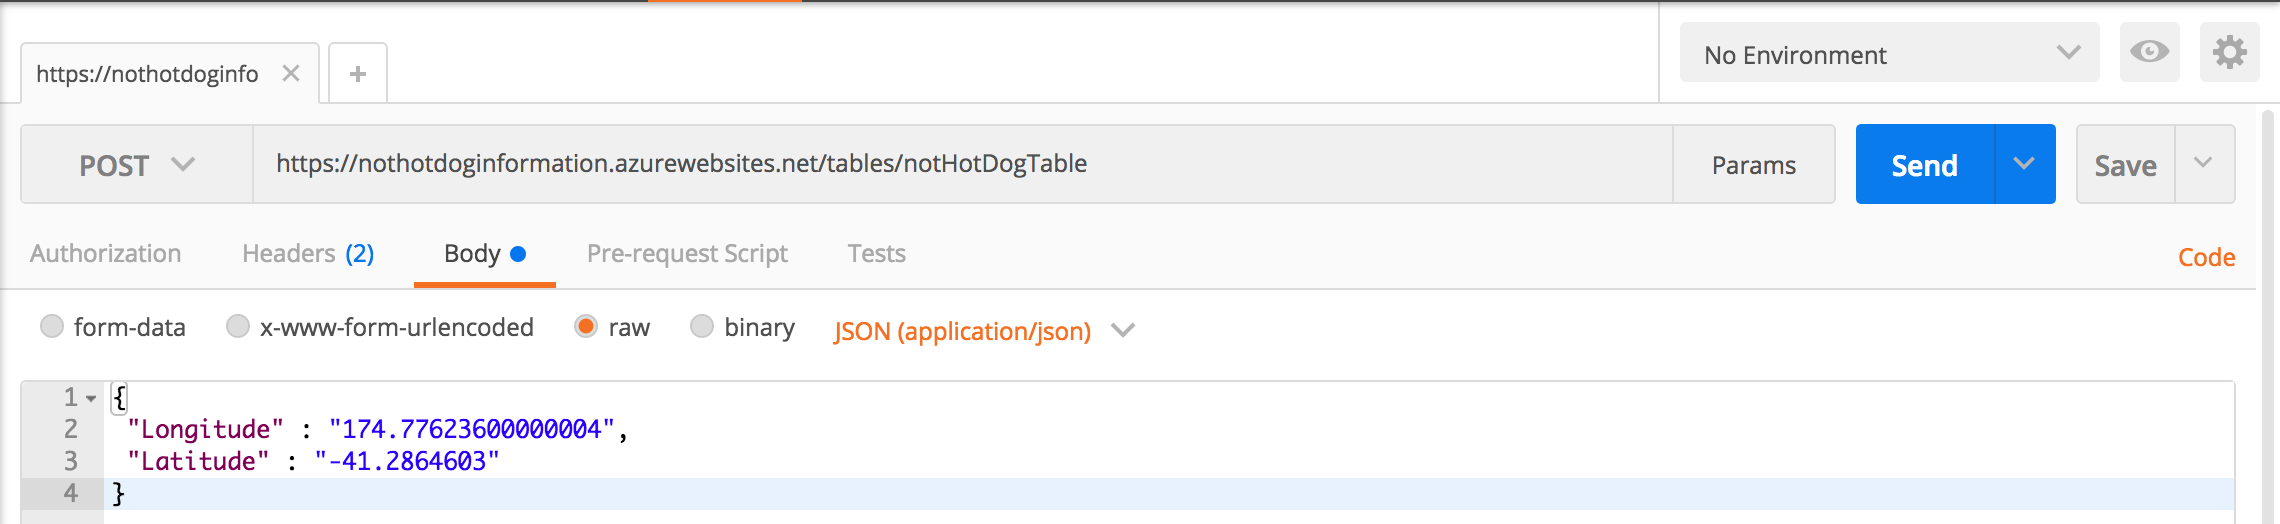 https://nothotdoginfo
No Environment
POST
https://nothotdoginformation.azurewebsites.net/tables/notHotDogTable
Params
Send
Save
Authorization
Headers (2)
Body
Pre-request Script
Tests
Code
form-data
x-www-form-urlencoded
raw
binary
JSON (application/json)
1 {
2 "Longitude" : "174.77623600000004",
3 "Latitude" : "-41.2864603"
4 }